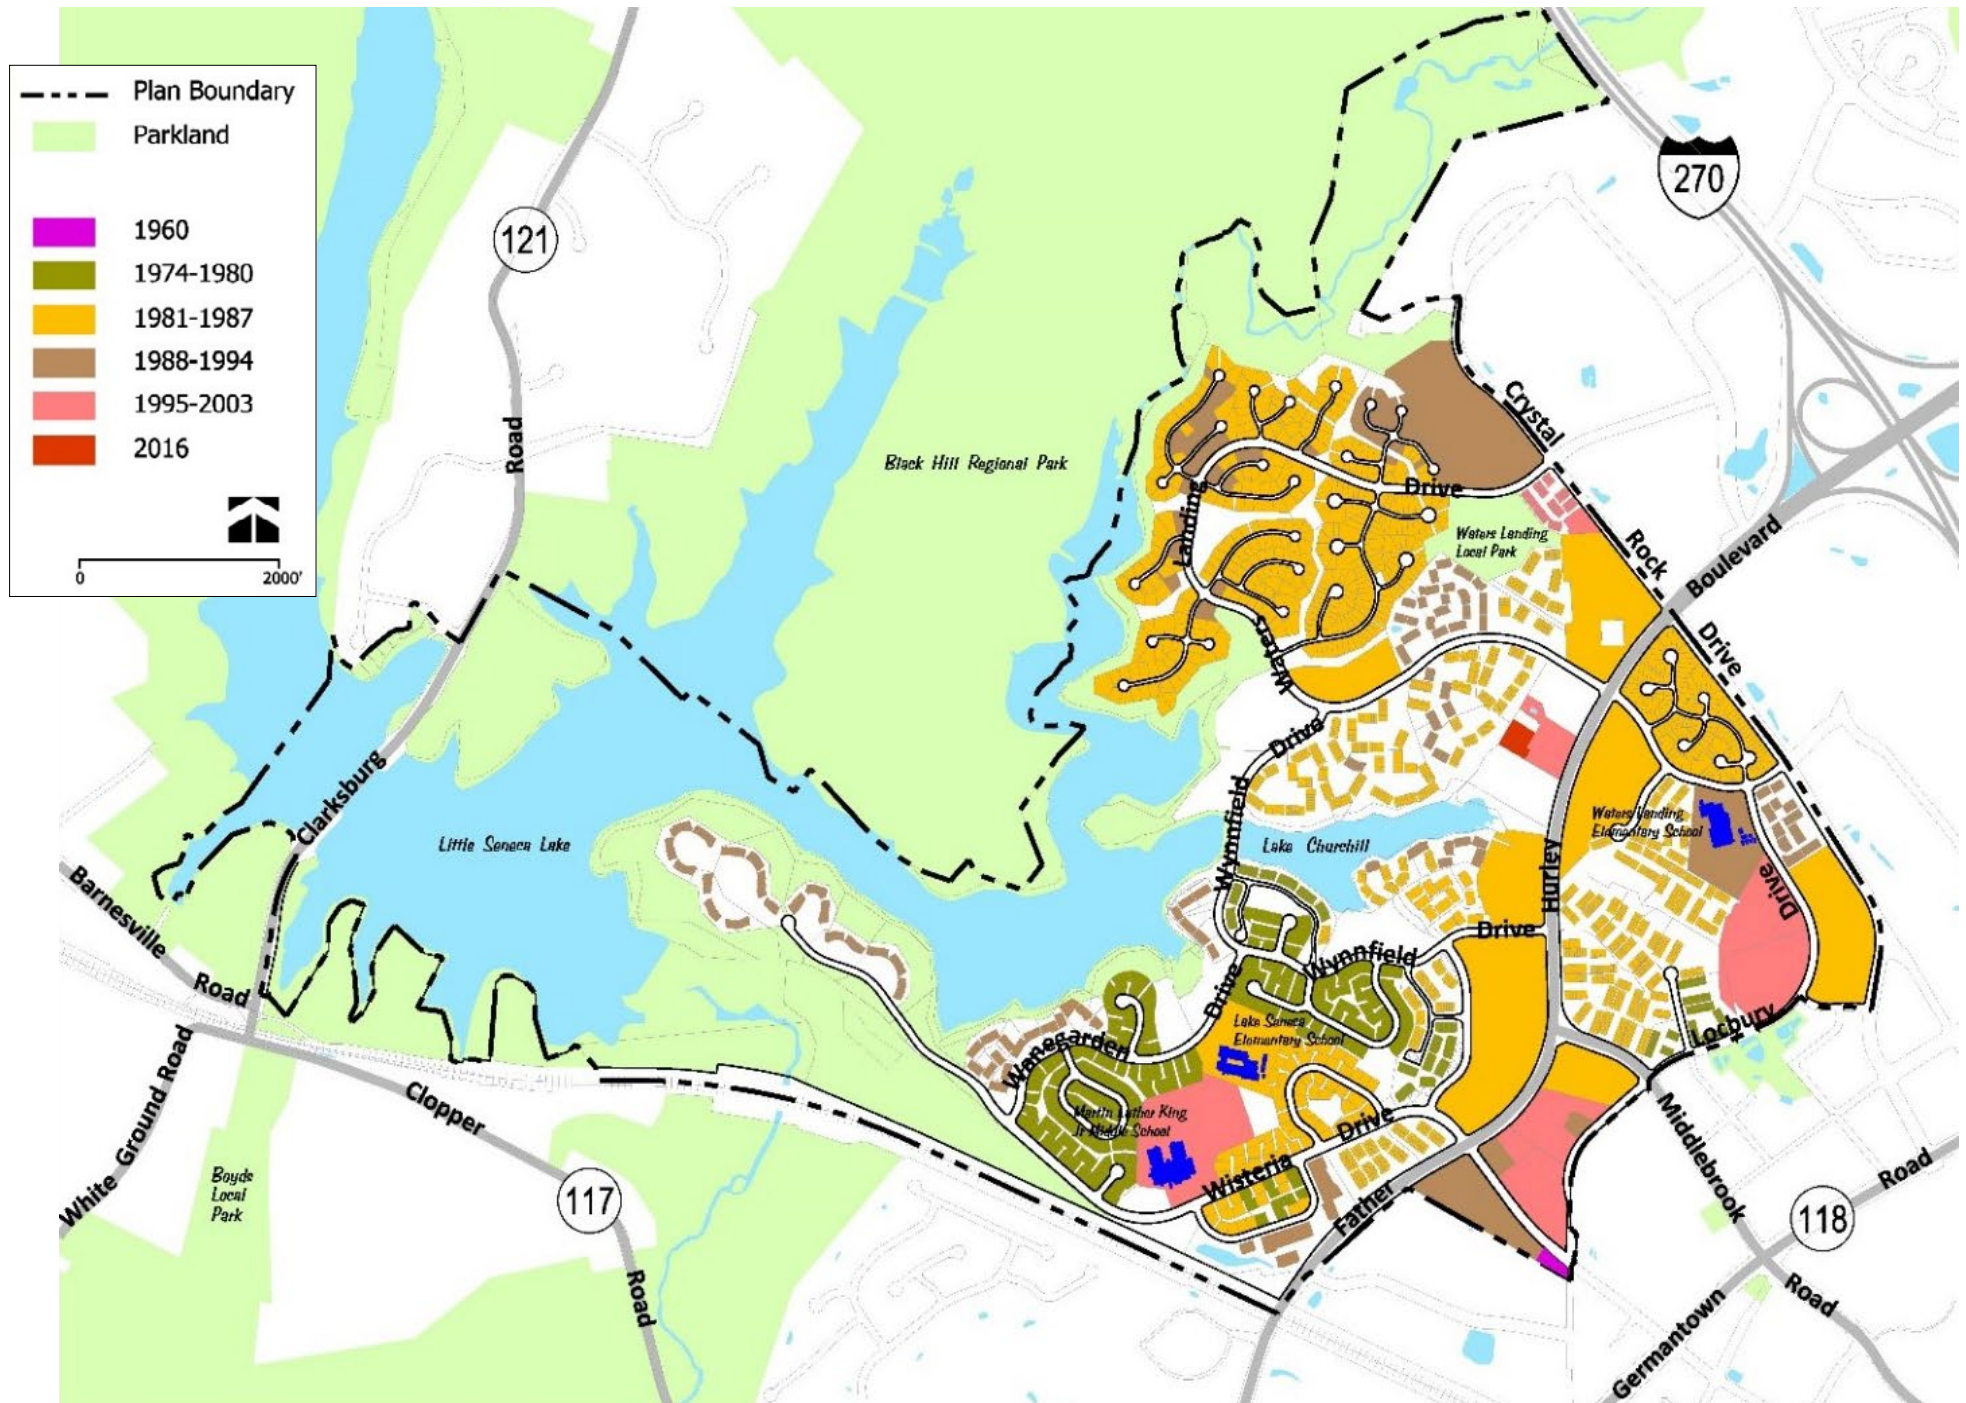 Plan Boundary
Parkland
1960
1974-1980
1981-1987
1988-1994
1995-2003
2016
0 2000'
121
270
Road
Black Hill Regional Park
Crystal
Rock
Drive
Boulevard
Landing
Drive
Waters Landing
Local Park
Waters
Drive
Wynnfield
Lake Churchill
Waters Landing
Elementary School
Hurley
Drive
Clarksburg
Little Seneca Lake
Barnesville
Road
White Ground Road
Clopper
117
Road
Boyds
Local
Park
Drive
Wynnfield
Drive
Lake Seneca
Elementary School
Wanegarden
Martin Luther King
Jr Middle School
Drive
Wisteria
Father
Locbury
Middlebrook
Road
118
Road
Germantown